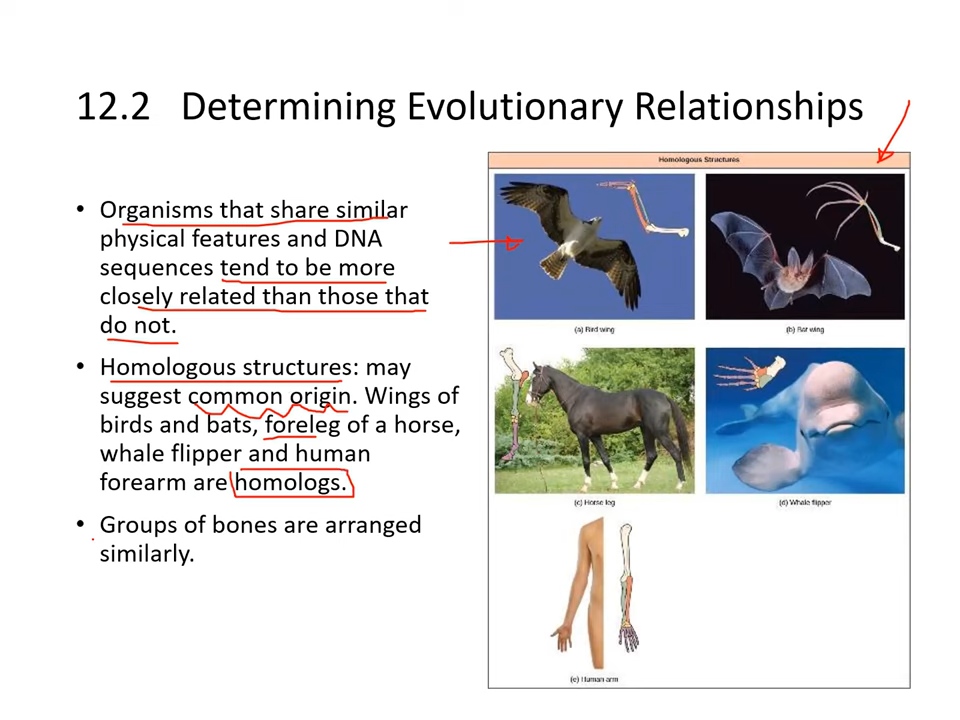 12.2 Determining Evolutionary Relationships
• Organisms that share similar
physical features and DNA
sequences tend to be more
closely related than those that
do not.
• Homologous structures: may
suggest common origin. Wings of
birds and bats, foreleg of a horse,
whale flipper and human
forearm are homologs.
• Groups of bones are arranged
similarly.
Homologous Structures
(a) Bird wing
(b) Bat wing
(c) Horse leg
(d) Whale flipper
(e) Human arm